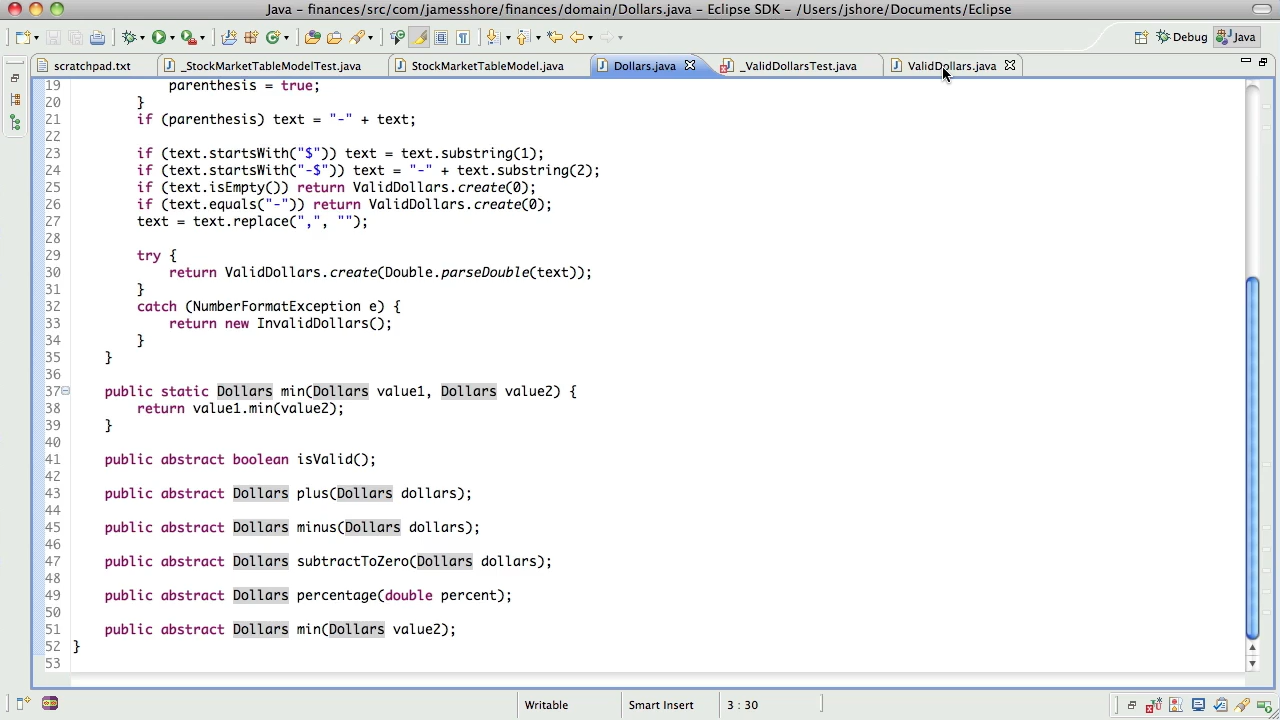 Java - finances/src/com/jamesshore/finances/domain/Dollars.java - Eclipse SDK - /Users/jshore/Documents/Eclipse
Debug
Java
scratchpad.txt
_StockMarketTableModelTest.java
StockMarketTableModel.java
Dollars.java
_ValidDollarsTest.java
ValidDollars.java
19 parenthesis = true;
20 }
21 if (parenthesis) text = "-" + text;
22
23 if (text.startsWith("$")) text = text.substring(1);
24 if (text.startsWith("-$")) text = "-" + text.substring(2);
25 if (text.isEmpty()) return ValidDollars.create(0);
26 if (text.equals("-")) return ValidDollars.create(0);
27 text = text.replace(",", "");
28
29 try {
30 return ValidDollars.create(Double.parseDouble(text));
31 }
32 catch (NumberFormatException e) {
33 return new InvalidDollars();
34 }
35 }
36
37 public static Dollars min(Dollars value1, Dollars value2) {
38 return value1.min(value2);
39 }
40
41 public abstract boolean isValid();
42
43 public abstract Dollars plus(Dollars dollars);
44
45 public abstract Dollars minus(Dollars dollars);
46
47 public abstract Dollars subtractToZero(Dollars dollars);
48
49 public abstract Dollars percentage(double percent);
50
51 public abstract Dollars min(Dollars value2);
52 }
53
Writable
Smart Insert
3 : 30